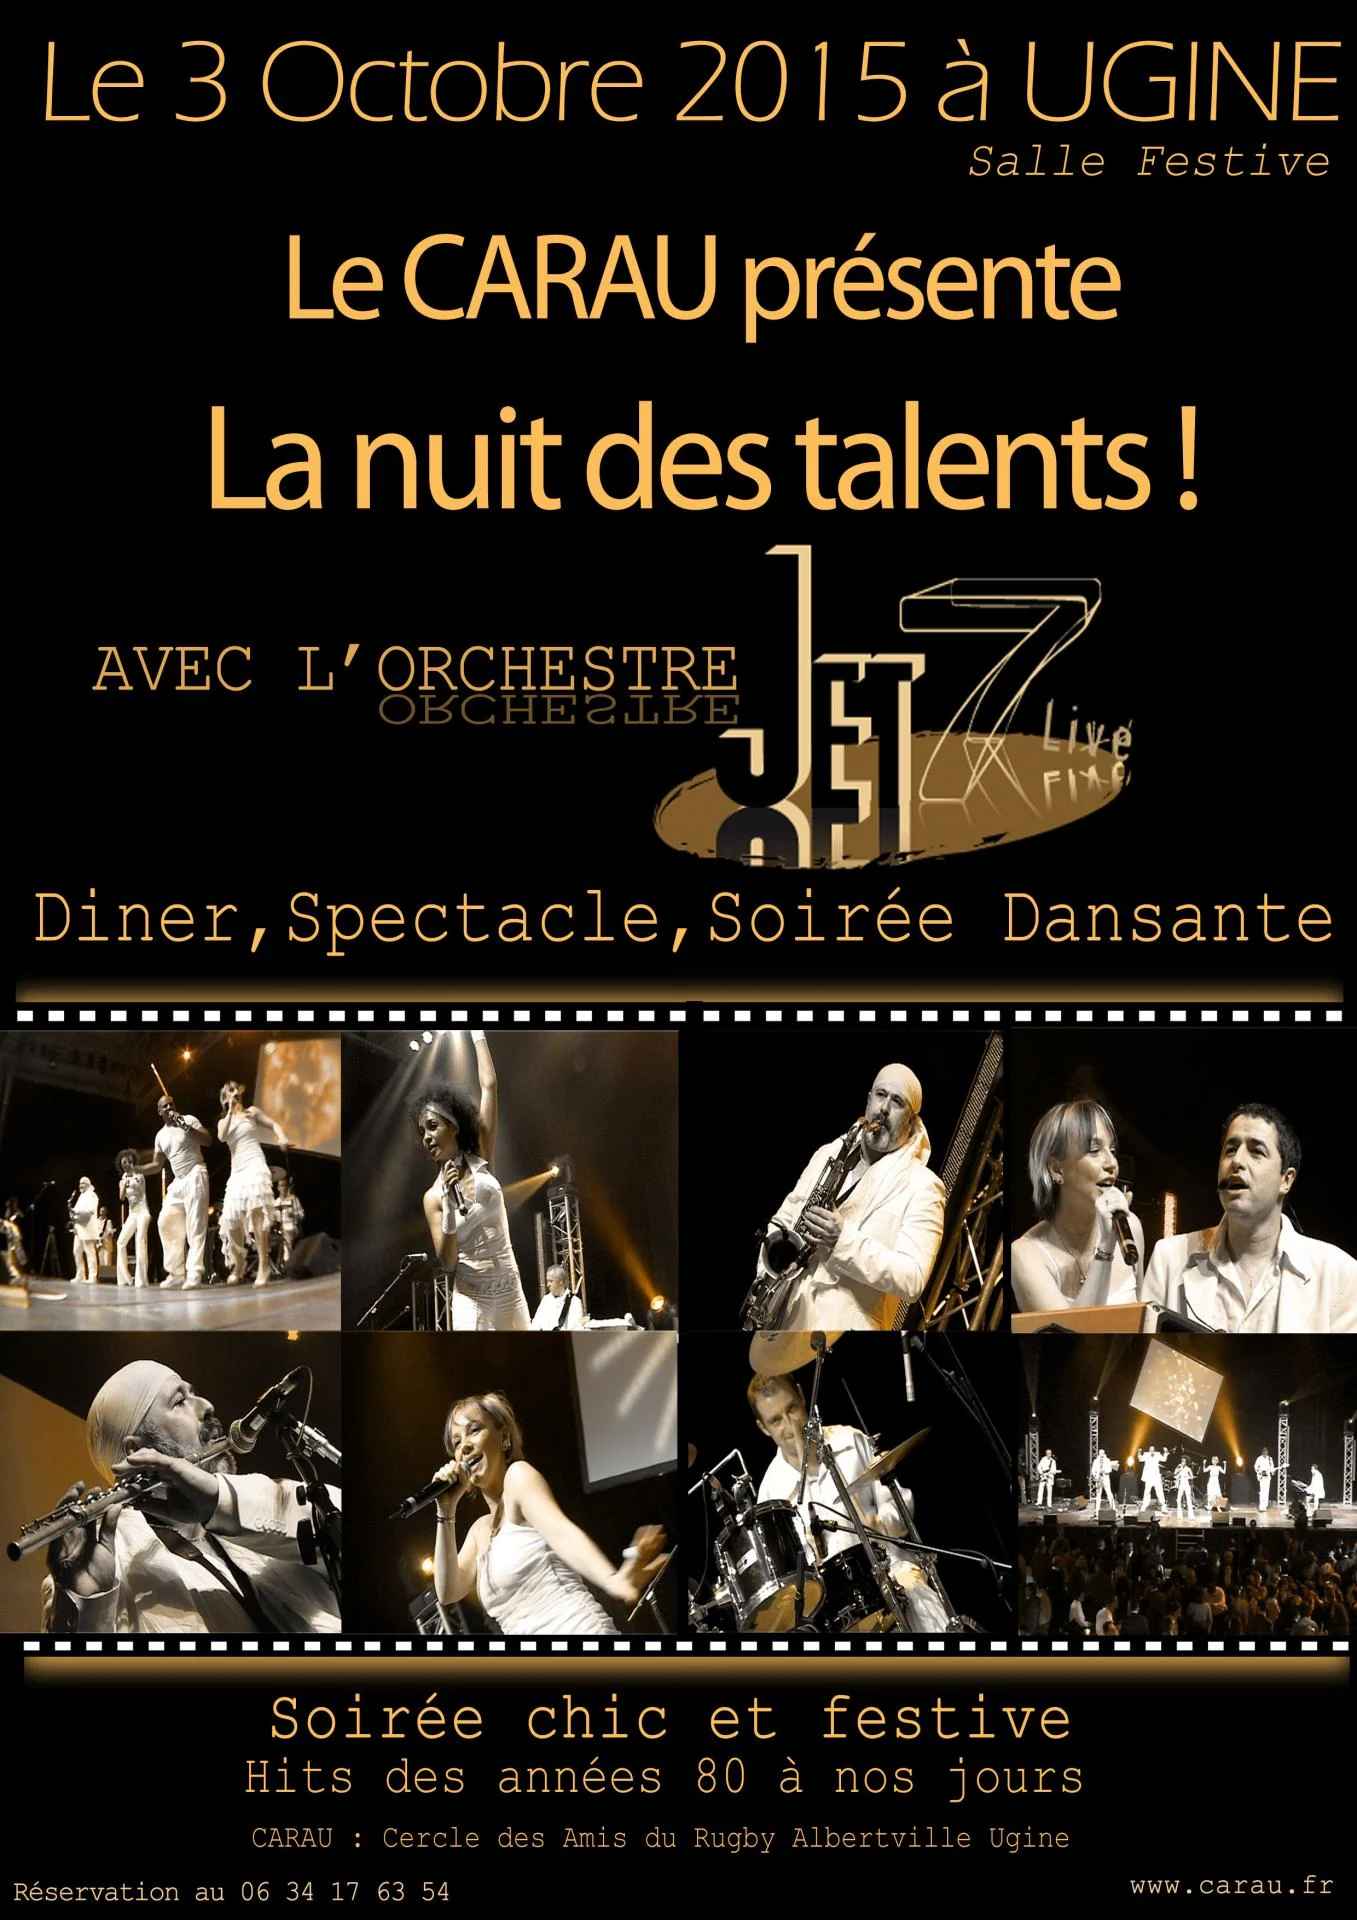 Le 3 Octobre 2015 à UGINE
Salle Festive
Le CARAU présente
La nuit des talents !
AVEC L'ORCHESTRE
JET 7
Live
Diner,Spectacle,Soirée Dansante
Soirée chic et festive
Hits des années 80 à nos jours
CARAU : Cercle des Amis du Rugby Albertville Ugine
Réservation au 06 34 17 63 54
www.carau.fr